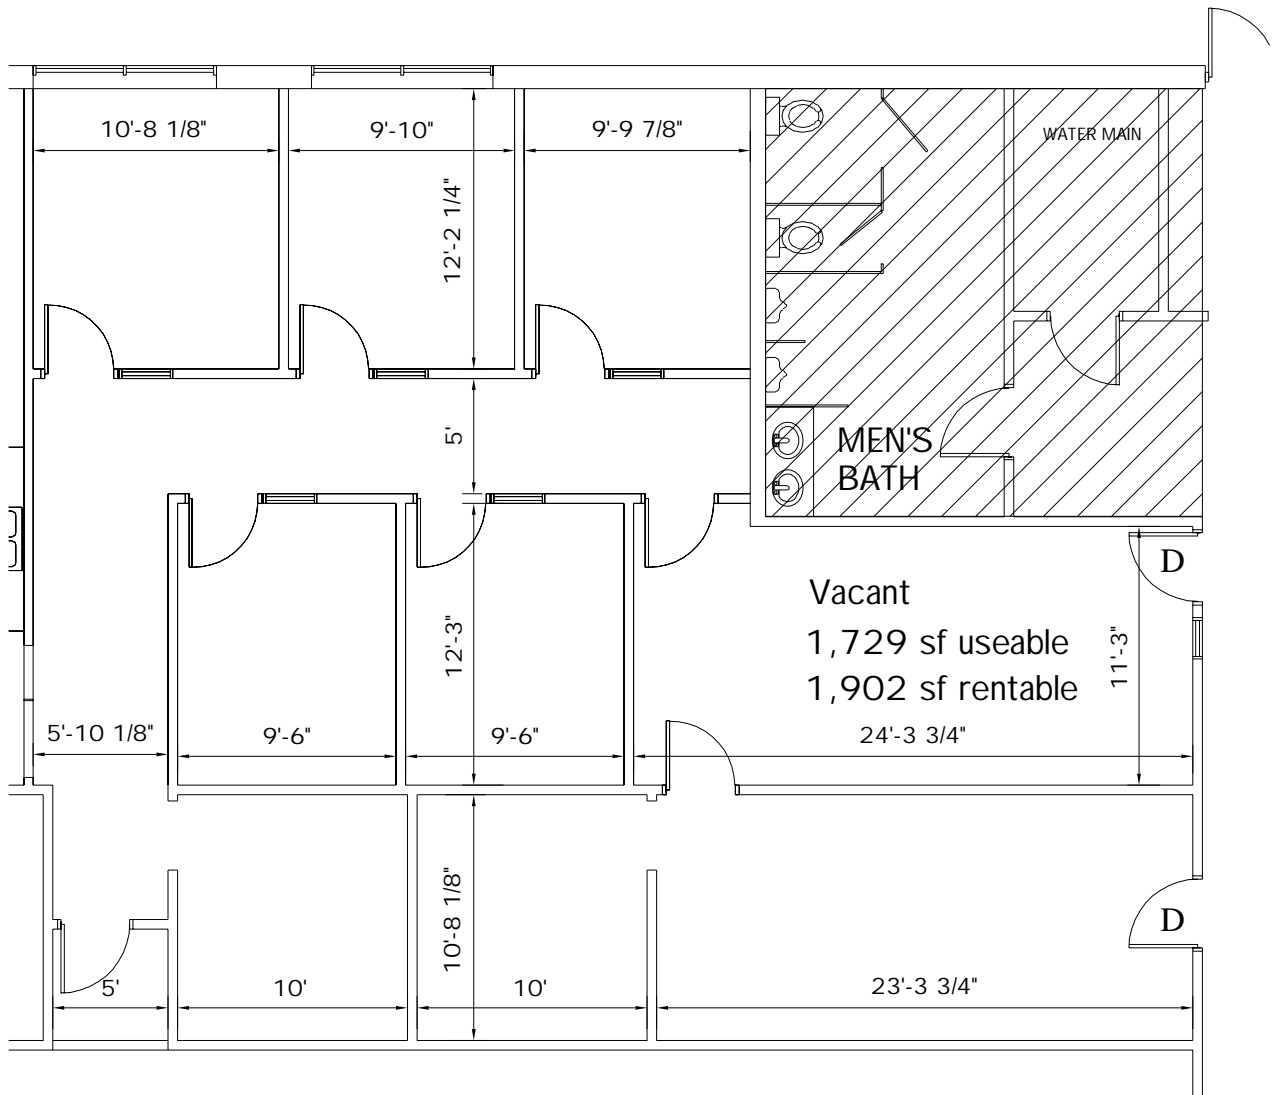 10'-8 1/8"
9'-10"
9'-9 7/8"
WATER MAIN
12'-2 1/4"
5'
MEN'S
BATH
D
Vacant
1,729 sf useable
1,902 sf rentable
12'-3"
11'-3"
5'-10 1/8"
9'-6"
9'-6"
24'-3 3/4"
10'-8 1/8"
D
5'
10'
10'
23'-3 3/4"